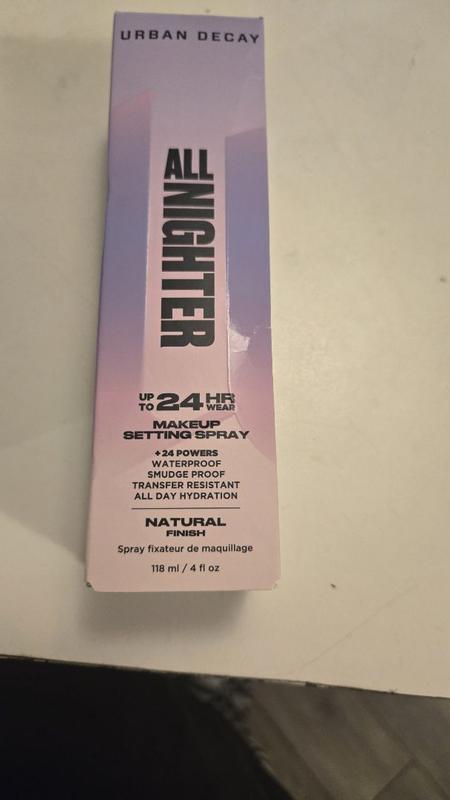 URBAN DECAY
ALL
NIGHTER
UP TO 24 HR WEAR
MAKEUP
SETTING SPRAY
+24 POWERS
WATERPROOF
SMUDGE PROOF
TRANSFER RESISTANT
ALL DAY HYDRATION
NATURAL
FINISH
Spray fixateur de maquillage
118 ml / 4 fl oz